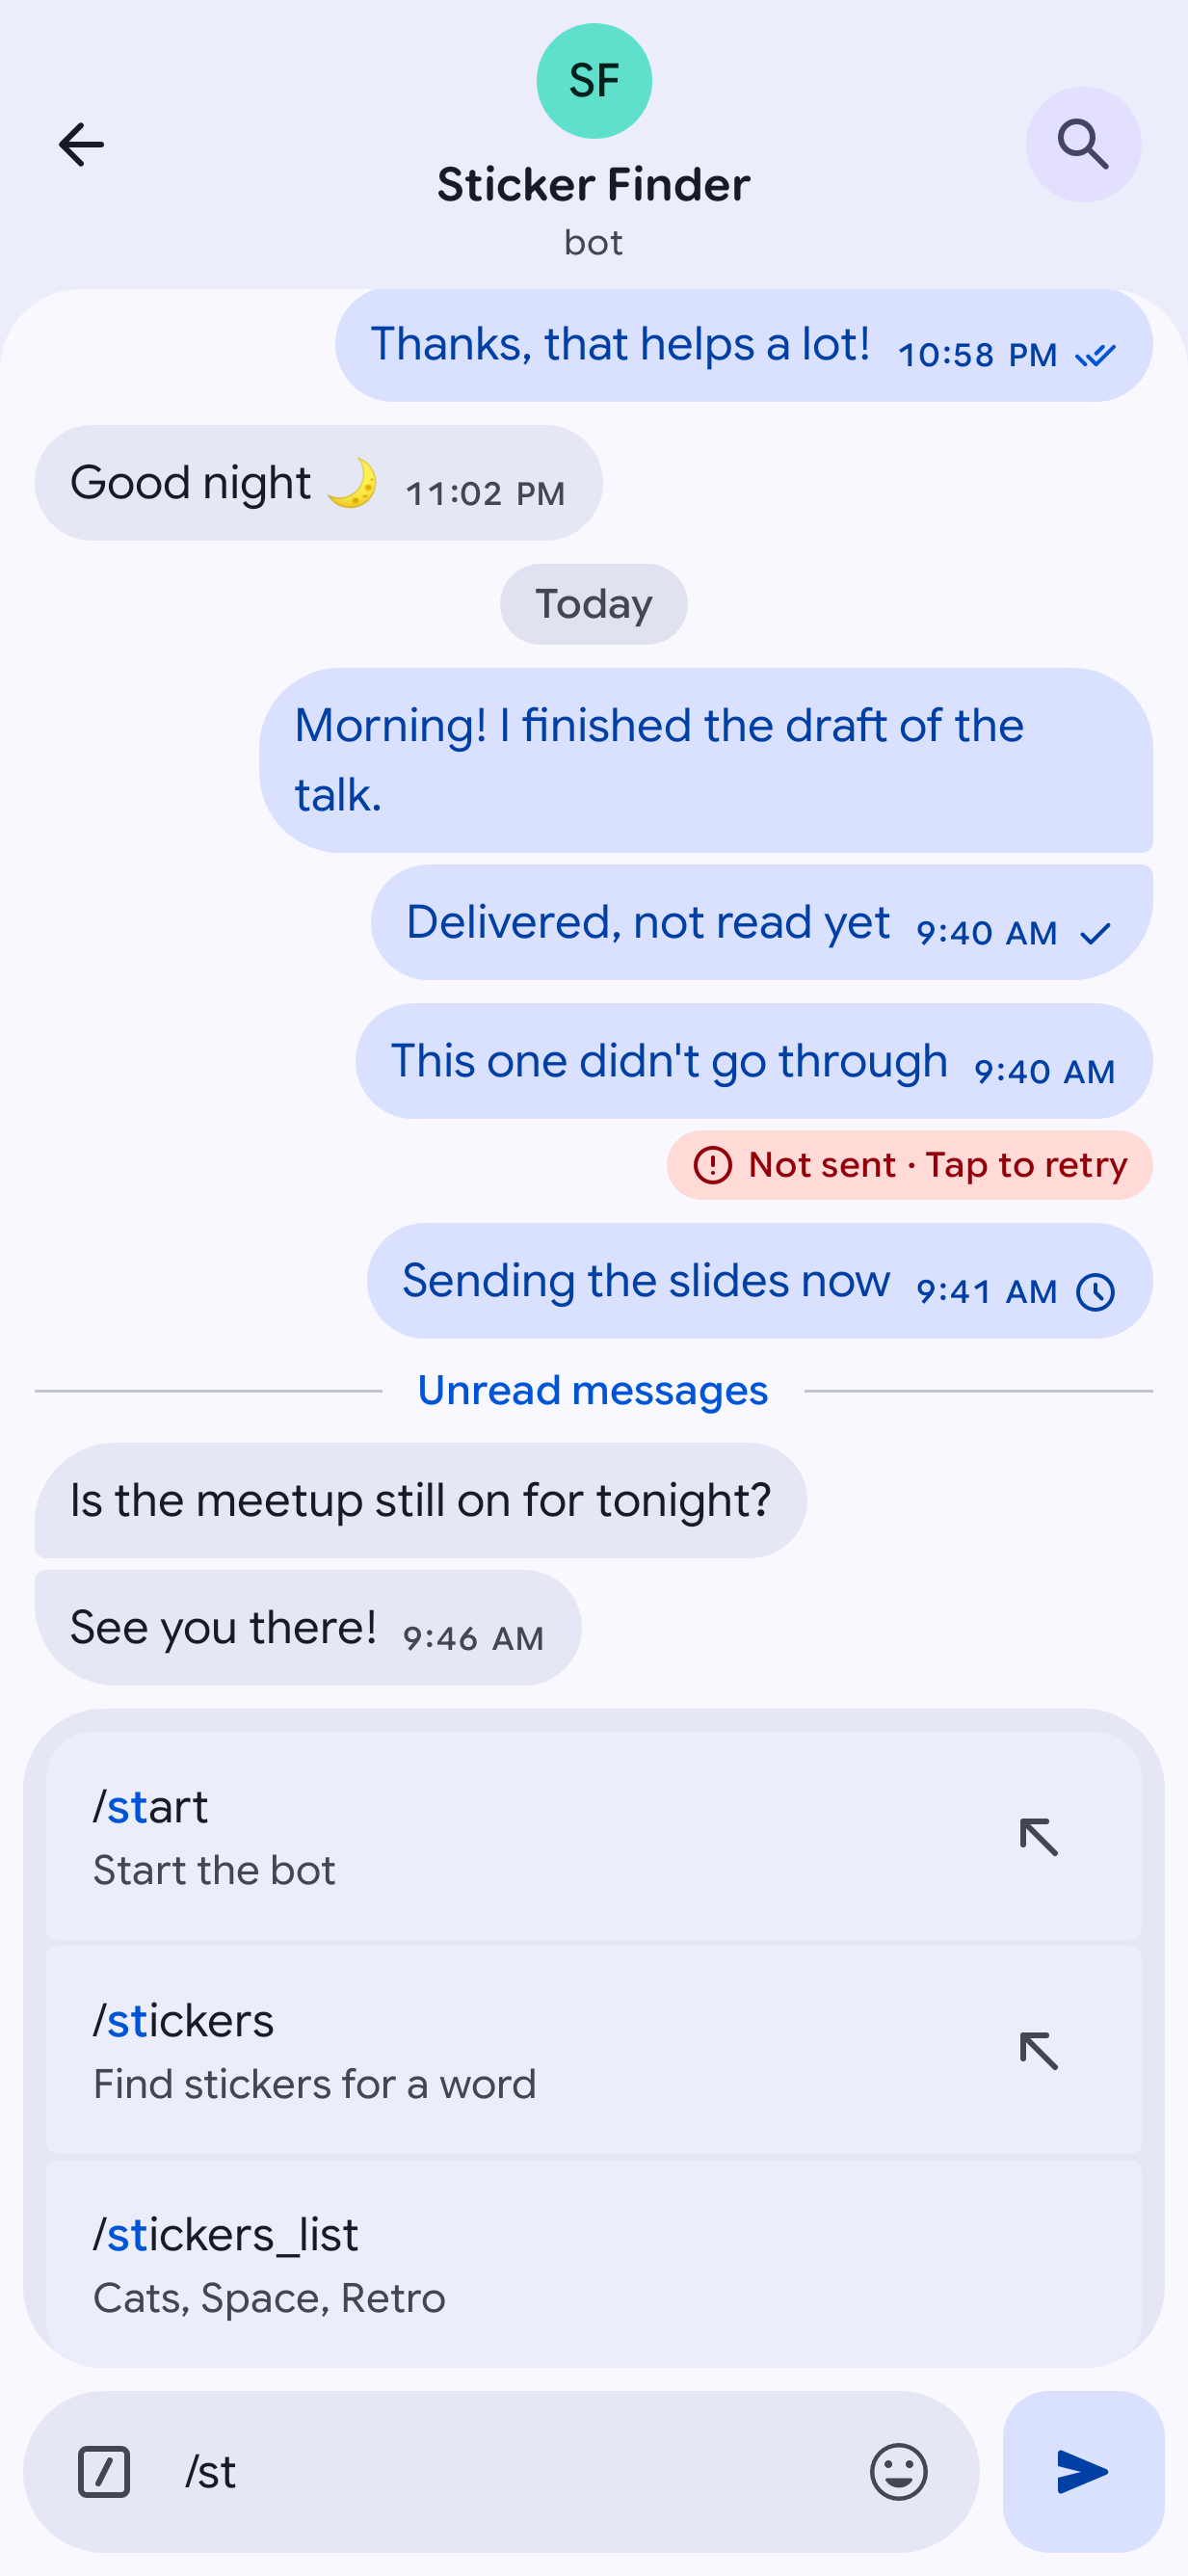 SF
Sticker Finder
bot
Thanks, that helps a lot! 10:58 PM
Good night 🌙 11:02 PM
Today
Morning! I finished the draft of the
talk.
Delivered, not read yet 9:40 AM
This one didn't go through 9:40 AM
Not sent · Tap to retry
Sending the slides now 9:41 AM
Unread messages
Is the meetup still on for tonight?
See you there! 9:46 AM
/start
Start the bot
/stickers
Find stickers for a word
/stickers_list
Cats, Space, Retro
/st